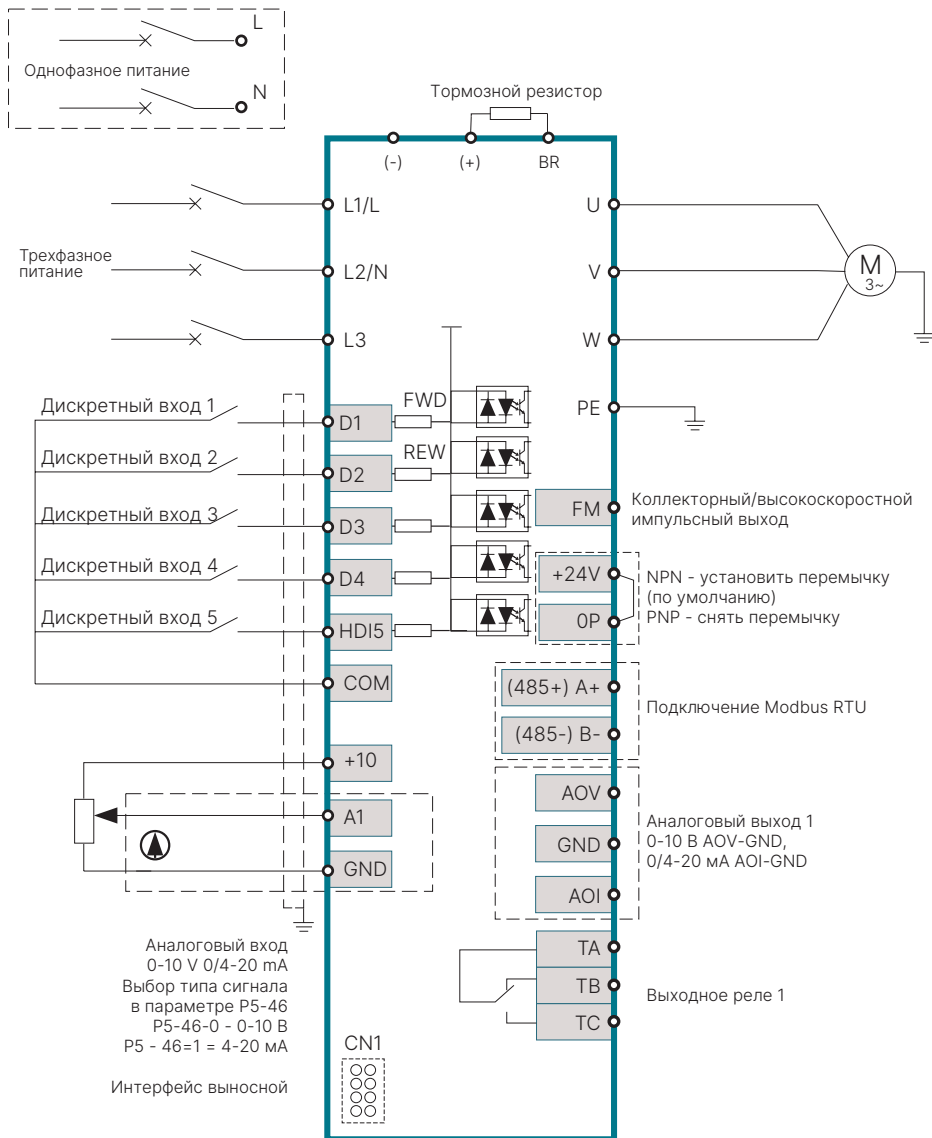 L
Однофазное питание
N
Тормозной резистор
(-)
(+)
BR
L1/L
U
Трехфазное
питание
L2/N
V
M
3~
L3
W
Дискретный вход 1
D1
FWD
PE
Дискретный вход 2
D2
REW
Дискретный вход 3
D3
FM
Коллекторный/высокоскоростной
импульсный выход
Дискретный вход 4
D4
+24V
NPN - установить перемычку
(по умолчанию)
PNP - снять перемычку
Дискретный вход 5
HDI5
0P
COM
(485+) A+
Подключение Modbus RTU
(485-) B-
+10
A1
AOV
Аналоговый выход 1
0-10 В AOV-GND,
0/4-20 мА AOI-GND
GND
GND
AOI
Аналоговый вход
0-10 V 0/4-20 mA
Выбор типа сигнала
в параметре P5-46
P5-46-0 - 0-10 В
P5 - 46=1 = 4-20 мА
TA
TB
Выходное реле 1
TC
CN1
Интерфейс выносной